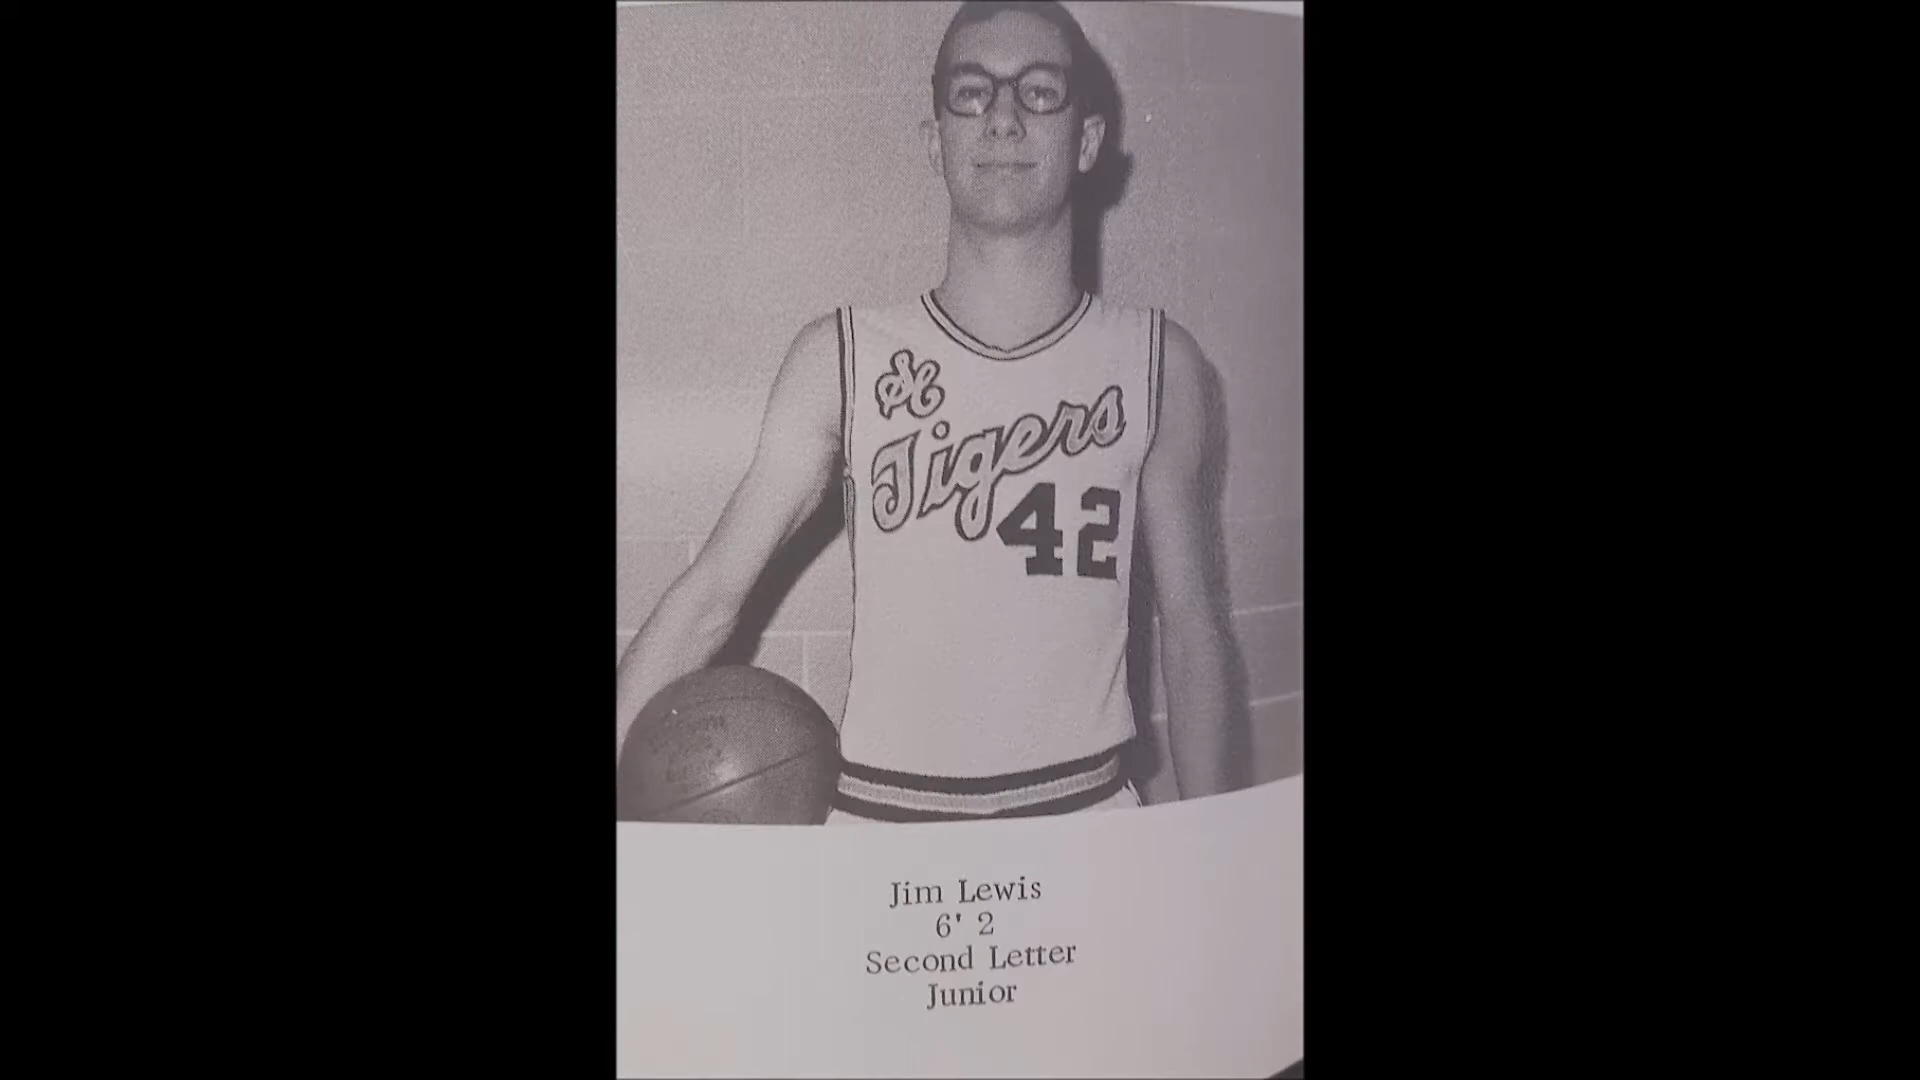 SC
Tigers
42
Jim Lewis
6' 2
Second Letter
Junior